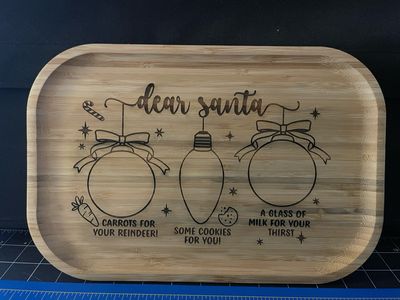 dear santa
CARROTS FOR
YOUR REINDEER!
SOME COOKIES
FOR YOU!
A GLASS OF
MILK FOR YOUR
THIRST